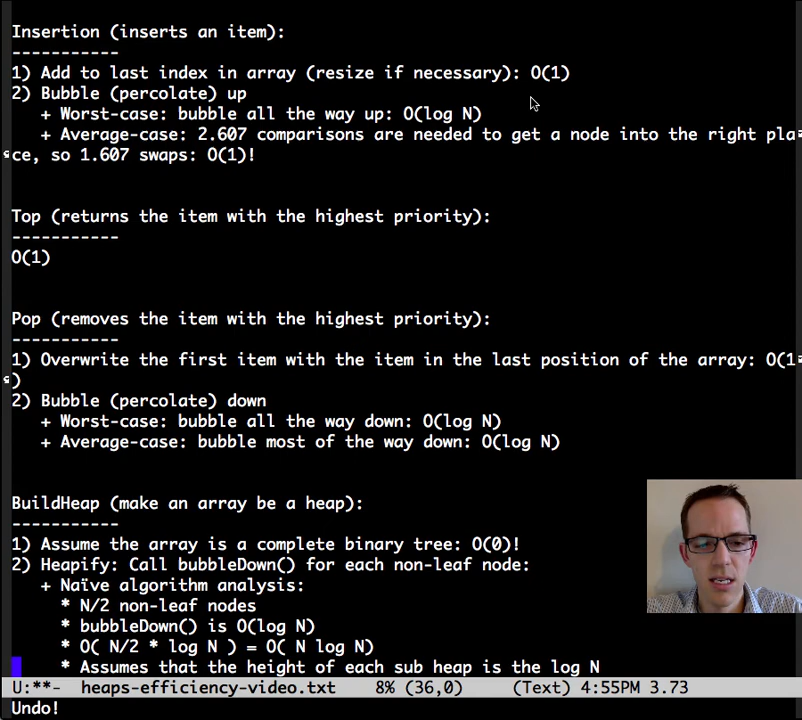 Insertion (inserts an item):
-----------
1) Add to last index in array (resize if necessary): O(1)
2) Bubble (percolate) up
+ Worst-case: bubble all the way up: O(log N)
+ Average-case: 2.607 comparisons are needed to get a node into the right pla
ce, so 1.607 swaps: O(1)!
Top (returns the item with the highest priority):
-----------
O(1)
Pop (removes the item with the highest priority):
-----------
1) Overwrite the first item with the item in the last position of the array: O(1
)
2) Bubble (percolate) down
+ Worst-case: bubble all the way down: O(log N)
+ Average-case: bubble most of the way down: O(log N)
BuildHeap (make an array be a heap):
-----------
1) Assume the array is a complete binary tree: O(0)!
2) Heapify: Call bubbleDown() for each non-leaf node:
+ Naïve algorithm analysis:
* N/2 non-leaf nodes
* bubbleDown() is O(log N)
* O( N/2 * log N ) = O( N log N)
* Assumes that the height of each sub heap is the log N
U:**- heaps-efficiency-video.txt 8% (36,0) (Text) 4:55PM 3.73
Undo!